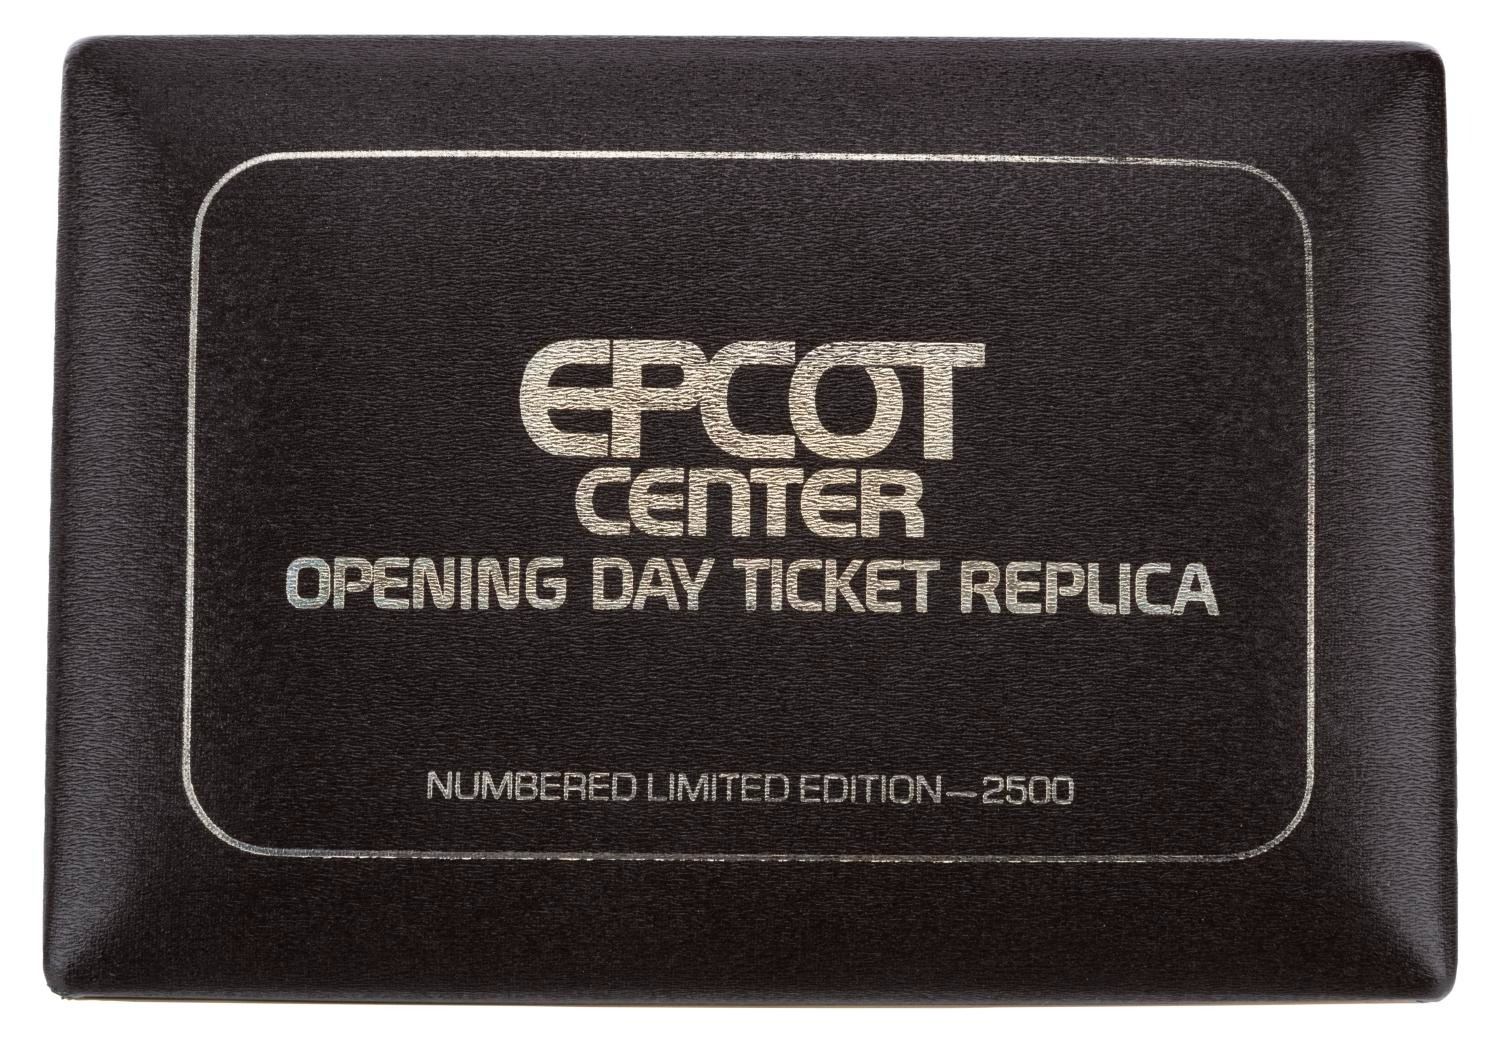 EPCOT
CENTER
OPENING DAY TICKET REPLICA
NUMBERED LIMITED EDITION—2500